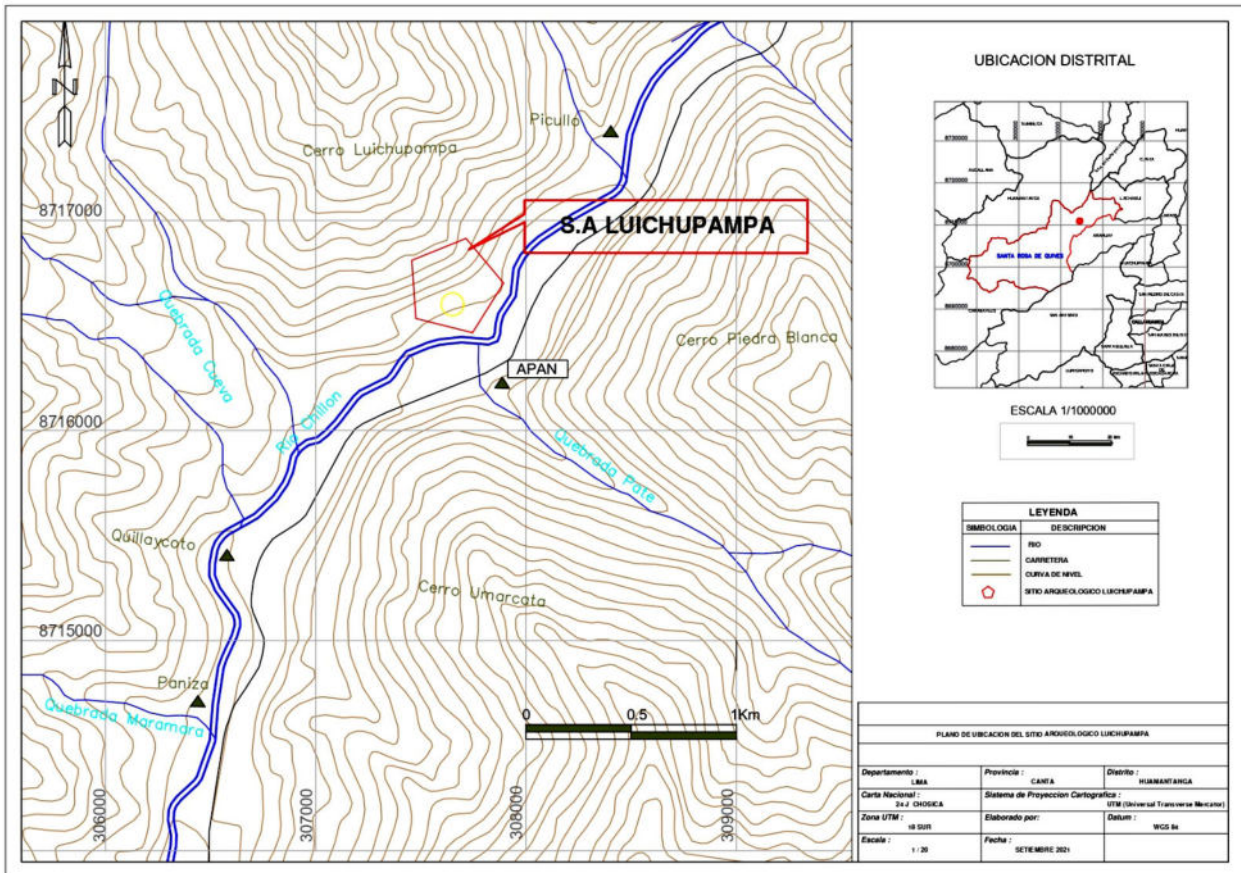 N
Picullo
Cerro Luichupampa
8717000
S.A LUICHUPAMPA
Quebrada Cueva
Cerro Piedra Blanca
APAN
Rio Chillon
8716000
Quebrada Pate
Quillaycoto
Cerro Umarcata
8715000
Paniza
Quebrada Maramara
0 0,5 1Km
306000 307000 308000 309000
UBICACION DISTRITAL
8730000
8720000
SANTA ROSA DE QUIVES
8690000
8680000
ESCALA 1/1000000
LEYENDA
SIMBOLOGIA DESCRIPCION
RIO
CARRETERA
CURVA DE NIVEL
SITIO ARQUEOLOGICO LUICHUPAMPA
PLANO DE UBICACION DEL SITIO ARQUEOLOGICO LUICHUPAMPA
Departamento : Provincia : Distrito :
LIMA CANTA HUAMANTANGA
Carta Nacional : Sistema de Proyeccion Cartografica :
24-J CHOSICA UTM (Universal Transverse Mercator)
Zona UTM : Elaborado por: Datum :
18 SUR WGS 84
Escala : Fecha :
1 / 20 SETIEMBRE 2021